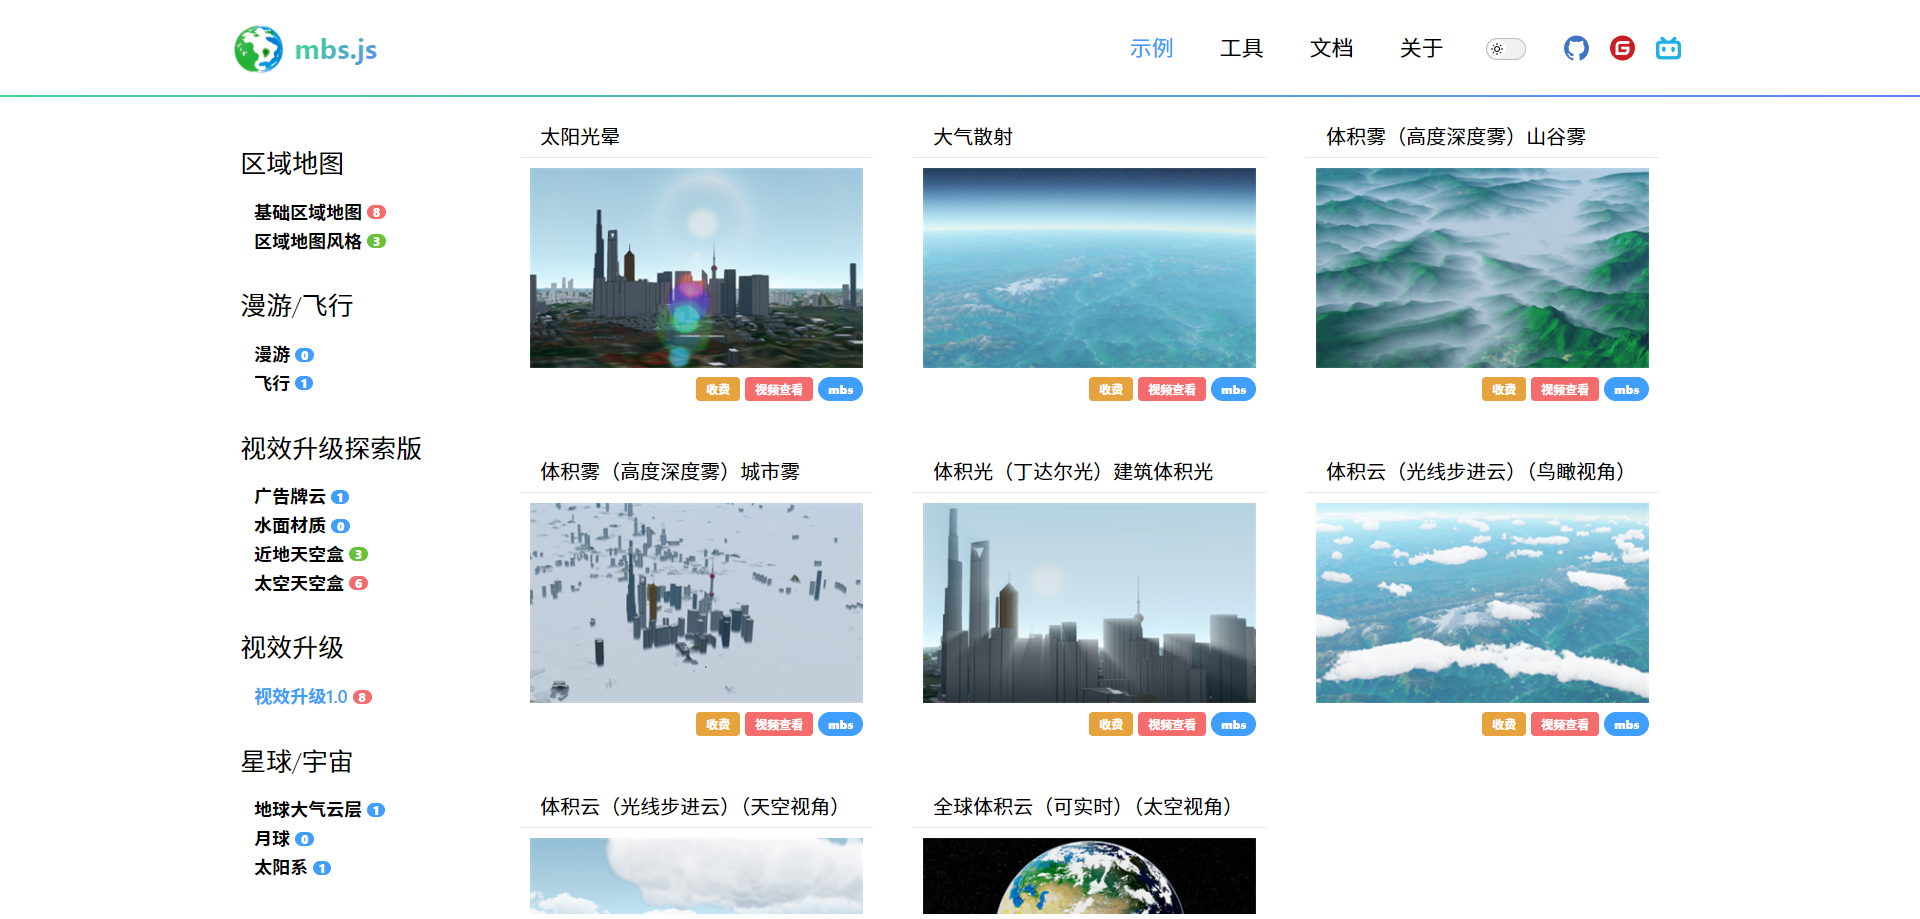 mbs.js
示例
工具
文档
关于
区域地图
基础区域地图 8
区域地图风格 3
漫游/飞行
漫游 0
飞行 1
视效升级探索版
广告牌云 1
水面材质 0
近地天空盒 3
太空天空盒 6
视效升级
视效升级1.0 8
星球/宇宙
地球大气云层 1
月球 0
太阳系 1
太阳光晕
收费 视频查看 mbs
大气散射
收费 视频查看 mbs
体积雾（高度深度雾）山谷雾
收费 视频查看 mbs
体积雾（高度深度雾）城市雾
收费 视频查看 mbs
体积光（丁达尔光）建筑体积光
收费 视频查看 mbs
体积云（光线步进云）（鸟瞰视角）
收费 视频查看 mbs
体积云（光线步进云）（天空视角）
全球体积云（可实时）（太空视角）